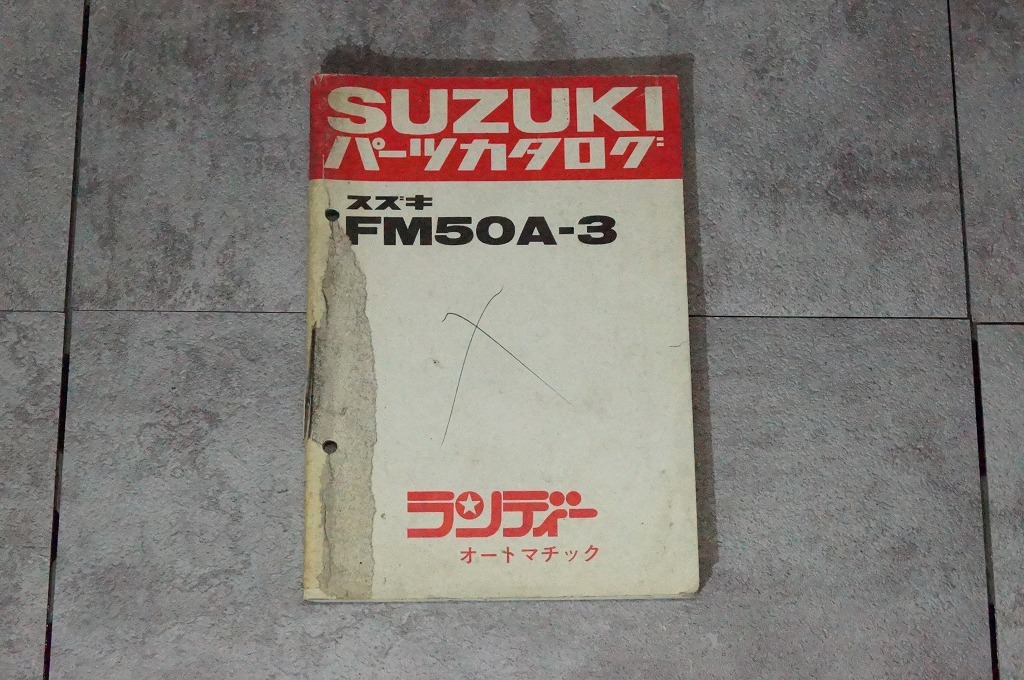 SUZUKI
パーツカタログ
スズキ
FM50A-3
ランディー
オートマチック